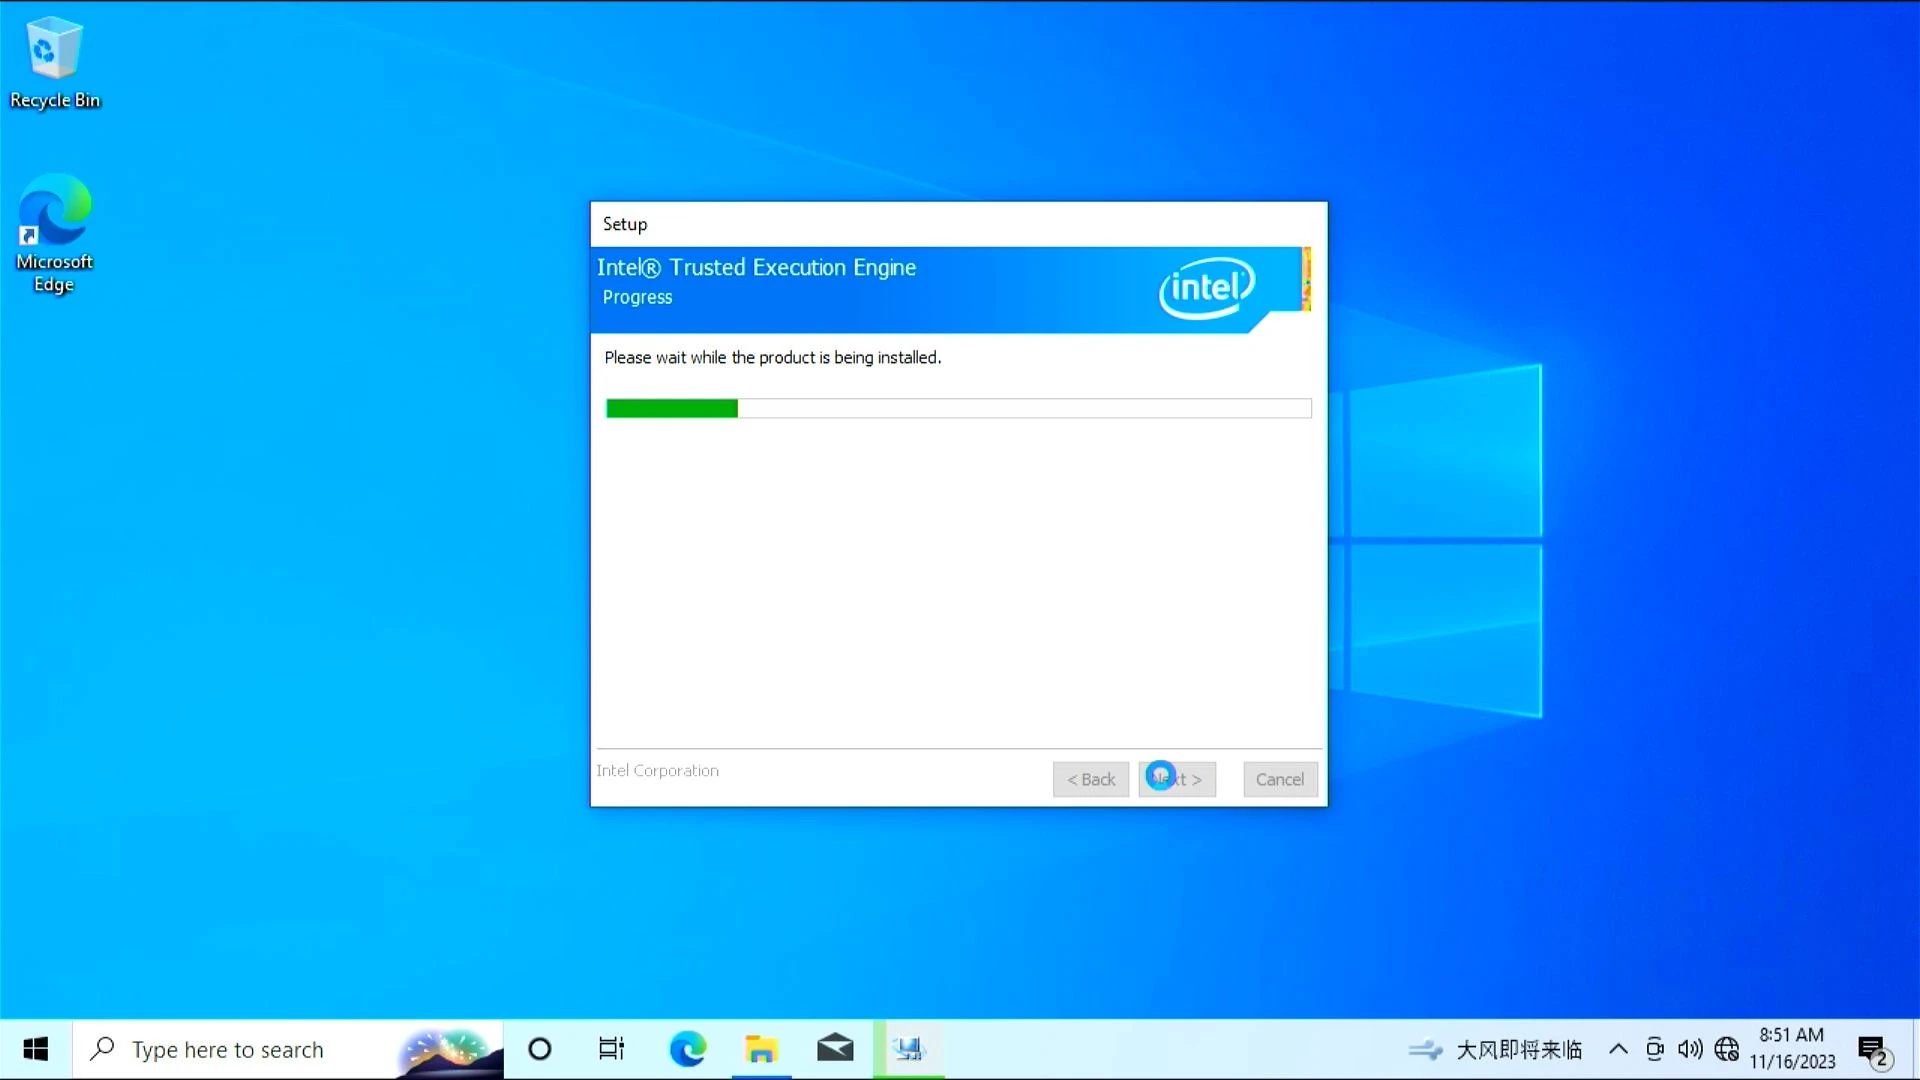 Recycle Bin
Microsoft
Edge
Setup
Intel® Trusted Execution Engine
Progress
intel
Please wait while the product is being installed.
Intel Corporation
< Back
Next >
Cancel
Type here to search
大风即将来临
8:51 AM
11/16/2023
2